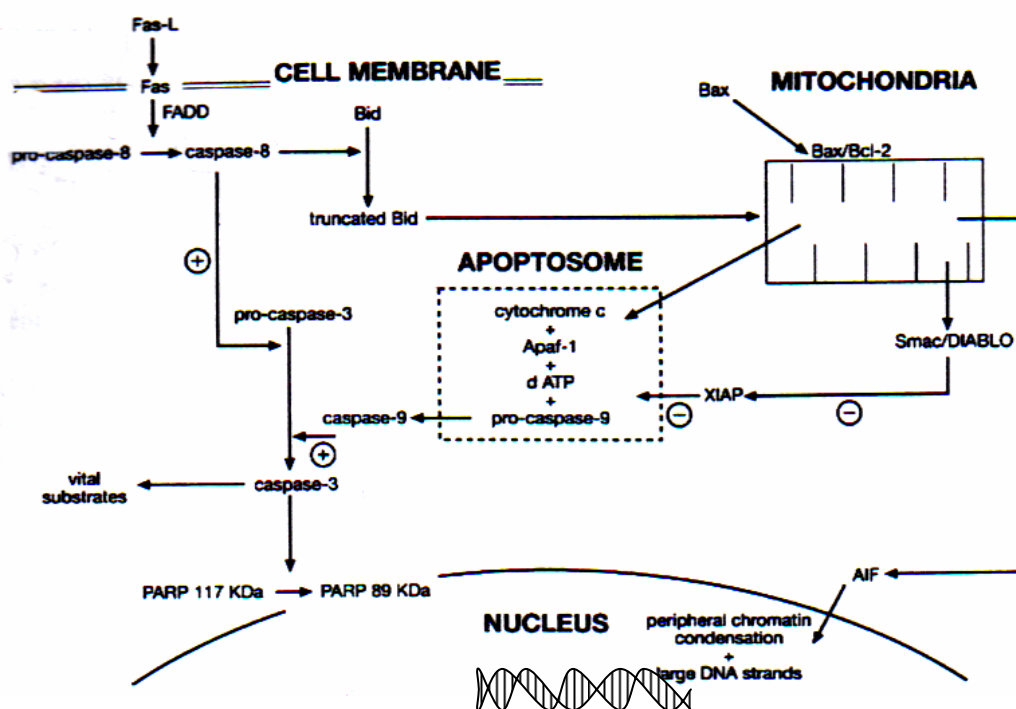 Fas-L
Fas
CELL MEMBRANE
FADD
pro-caspase-8
caspase-8
Bid
truncated Bid
Bax
MITOCHONDRIA
Bax/Bcl-2
+
APOPTOSOME
cytochrome c
+
Apaf-1
+
d ATP
+
pro-caspase-9
pro-caspase-3
Smac/DIABLO
XIAP
−
−
caspase-9
+
vital
substrates
caspase-3
PARP 117 KDa
PARP 89 KDa
AIF
NUCLEUS
peripheral chromatin
condensation
+
large DNA strands